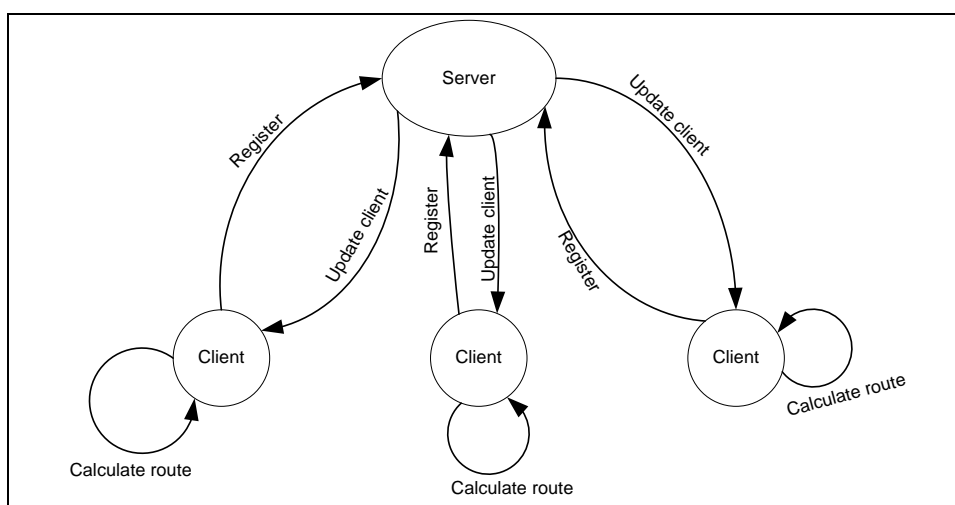 Server
Register
Update client
Register
Update client
Register
Update client
Client
Client
Client
Calculate route
Calculate route
Calculate route